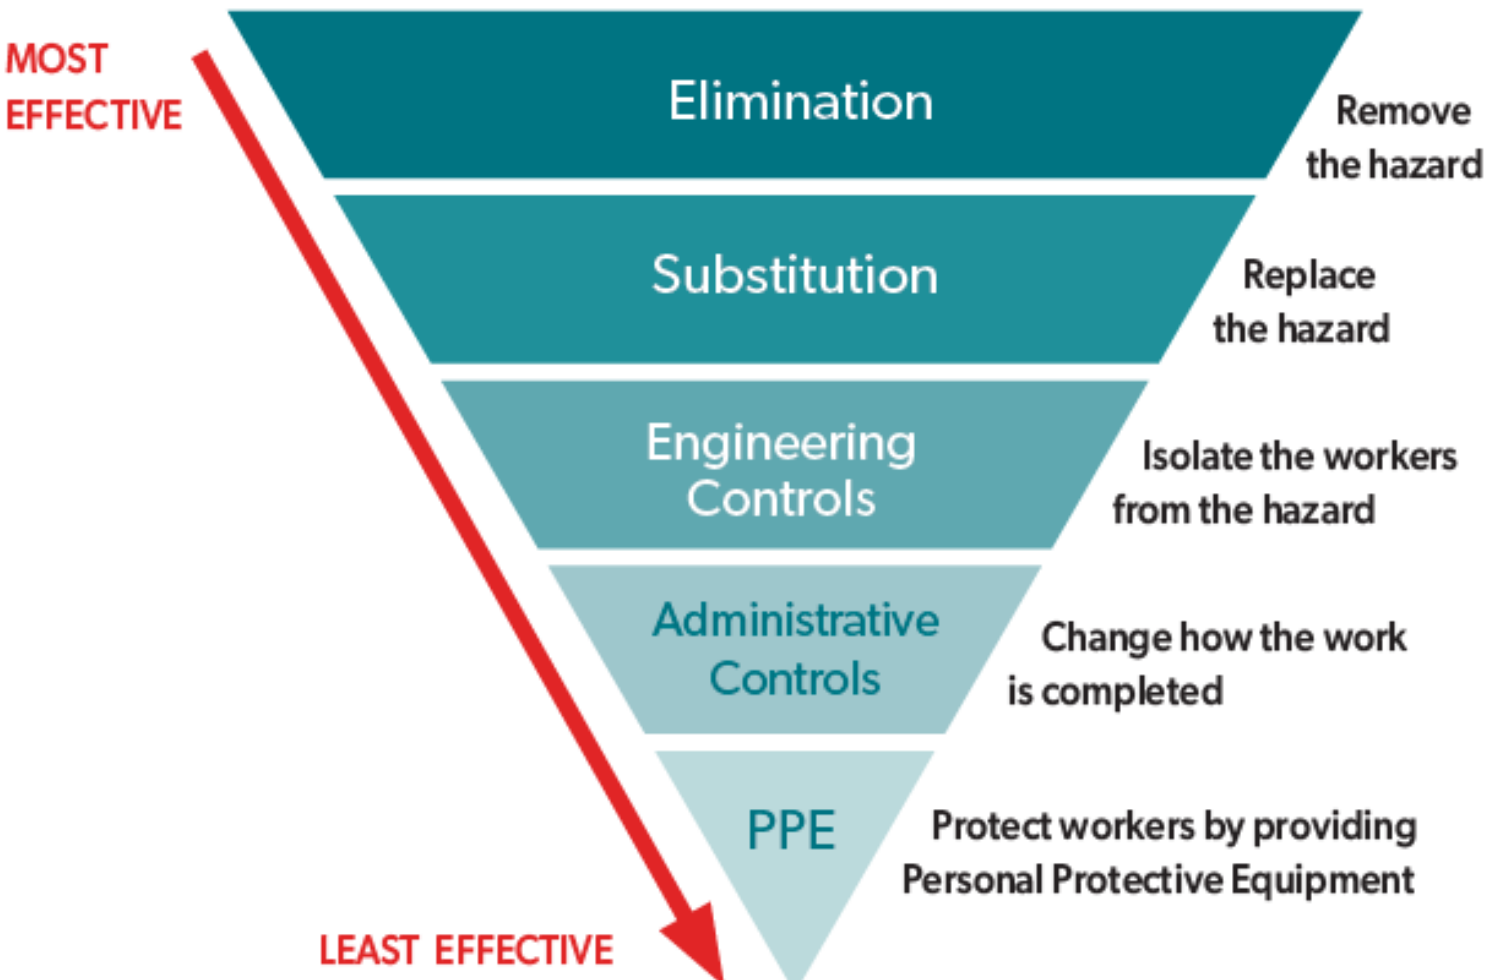 MOST
EFFECTIVE
Elimination
Remove
the hazard
Substitution
Replace
the hazard
Engineering
Controls
Isolate the workers
from the hazard
Administrative
Controls
Change how the work
is completed
PPE
Protect workers by providing
Personal Protective Equipment
LEAST EFFECTIVE